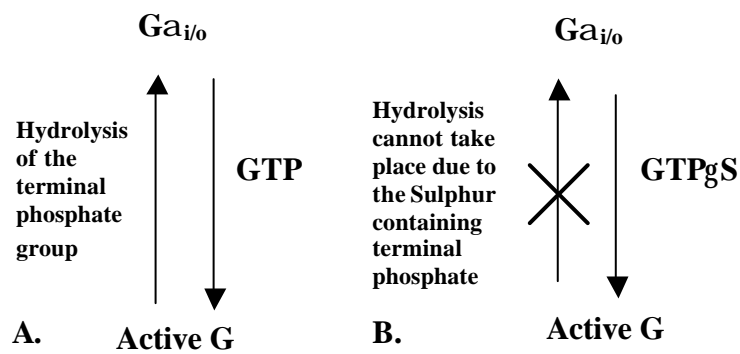 Gai/o
Hydrolysis
of the
terminal
phosphate
group
GTP
A.
Active G
Gai/o
Hydrolysis
cannot take
place due to
the Sulphur
containing
terminal
phosphate
GTPgS
B.
Active G